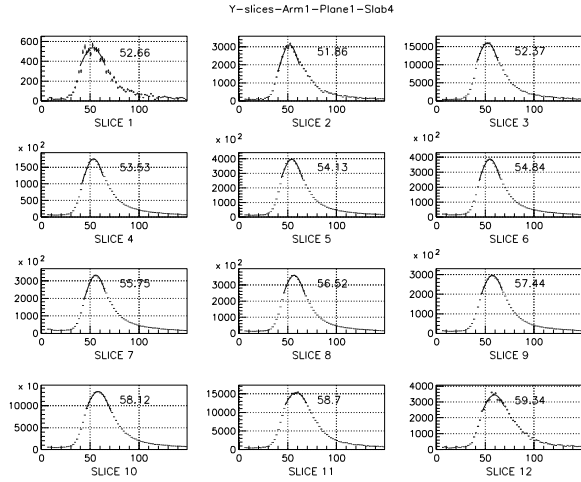 Y-slices-Arm1-Plane1-Slab4
600
400
200
0
52.66
0 50 100
SLICE 1
3000
2000
1000
0
51.86
0 50 100
SLICE 2
15000
10000
5000
0
52.37
0 50 100
SLICE 3
x 10²
1500
1000
500
0
53.53
0 50 100
SLICE 4
x 10²
4000
3000
2000
1000
0
54.13
0 50 100
SLICE 5
x 10²
4000
3000
2000
1000
0
54.84
0 50 100
SLICE 6
x 10²
3000
2000
1000
0
55.75
0 50 100
SLICE 7
x 10²
4000
3000
2000
1000
0
56.52
0 50 100
SLICE 8
x 10²
3000
2000
1000
0
57.44
0 50 100
SLICE 9
x 10
10000
5000
0
58.12
0 50 100
SLICE 10
15000
10000
5000
0
58.7
0 50 100
SLICE 11
4000
3000
2000
1000
0
59.34
0 50 100
SLICE 12